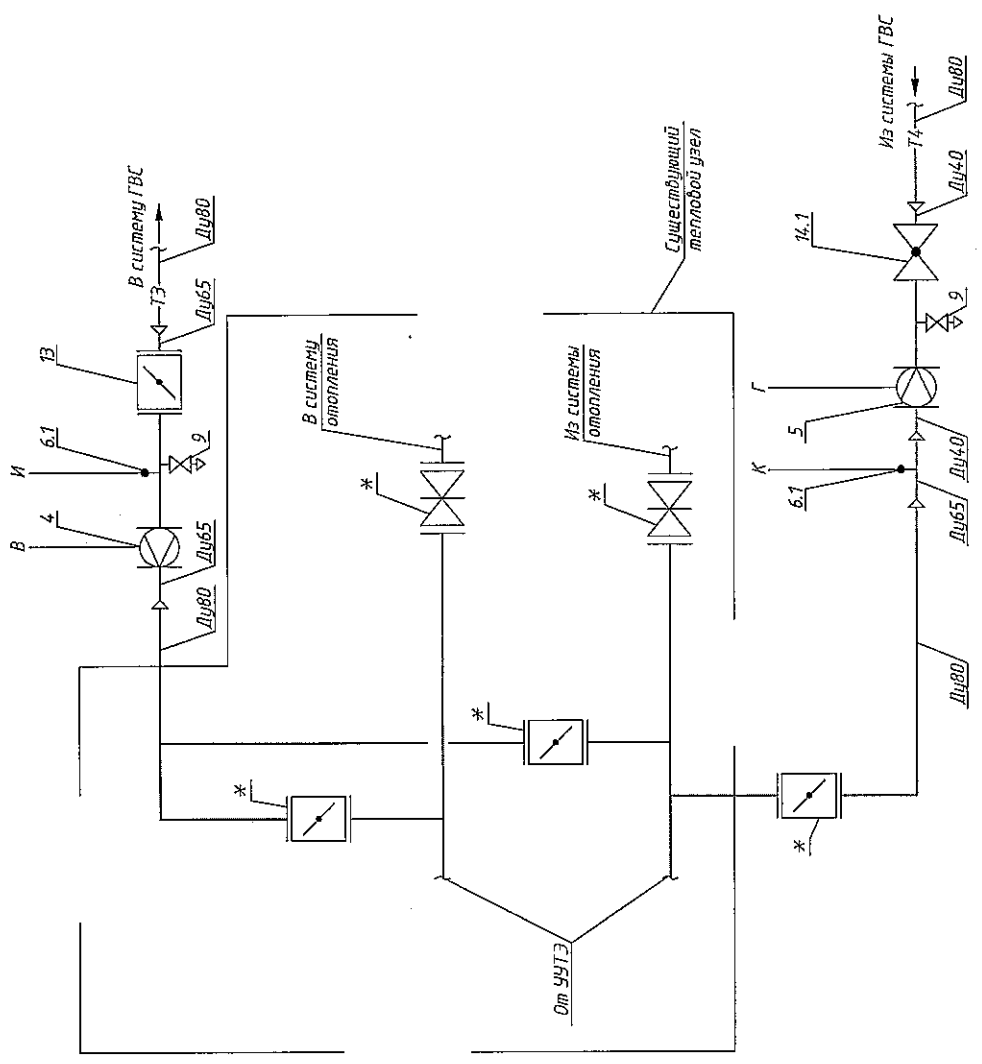 В систему ГВС
Т3
Ду80
Ду65
13
И
6.1
9
В
4
Ду65
Ду80
Существующий
тепловой узел
В систему
отопления
*
Из системы
отопления
*
*
*
От УУТЭ
Из системы ГВС
Т4
Ду80
Ду40
14.1
9
Г
5
К
6.1
Ду40
Ду65
Ду80
*